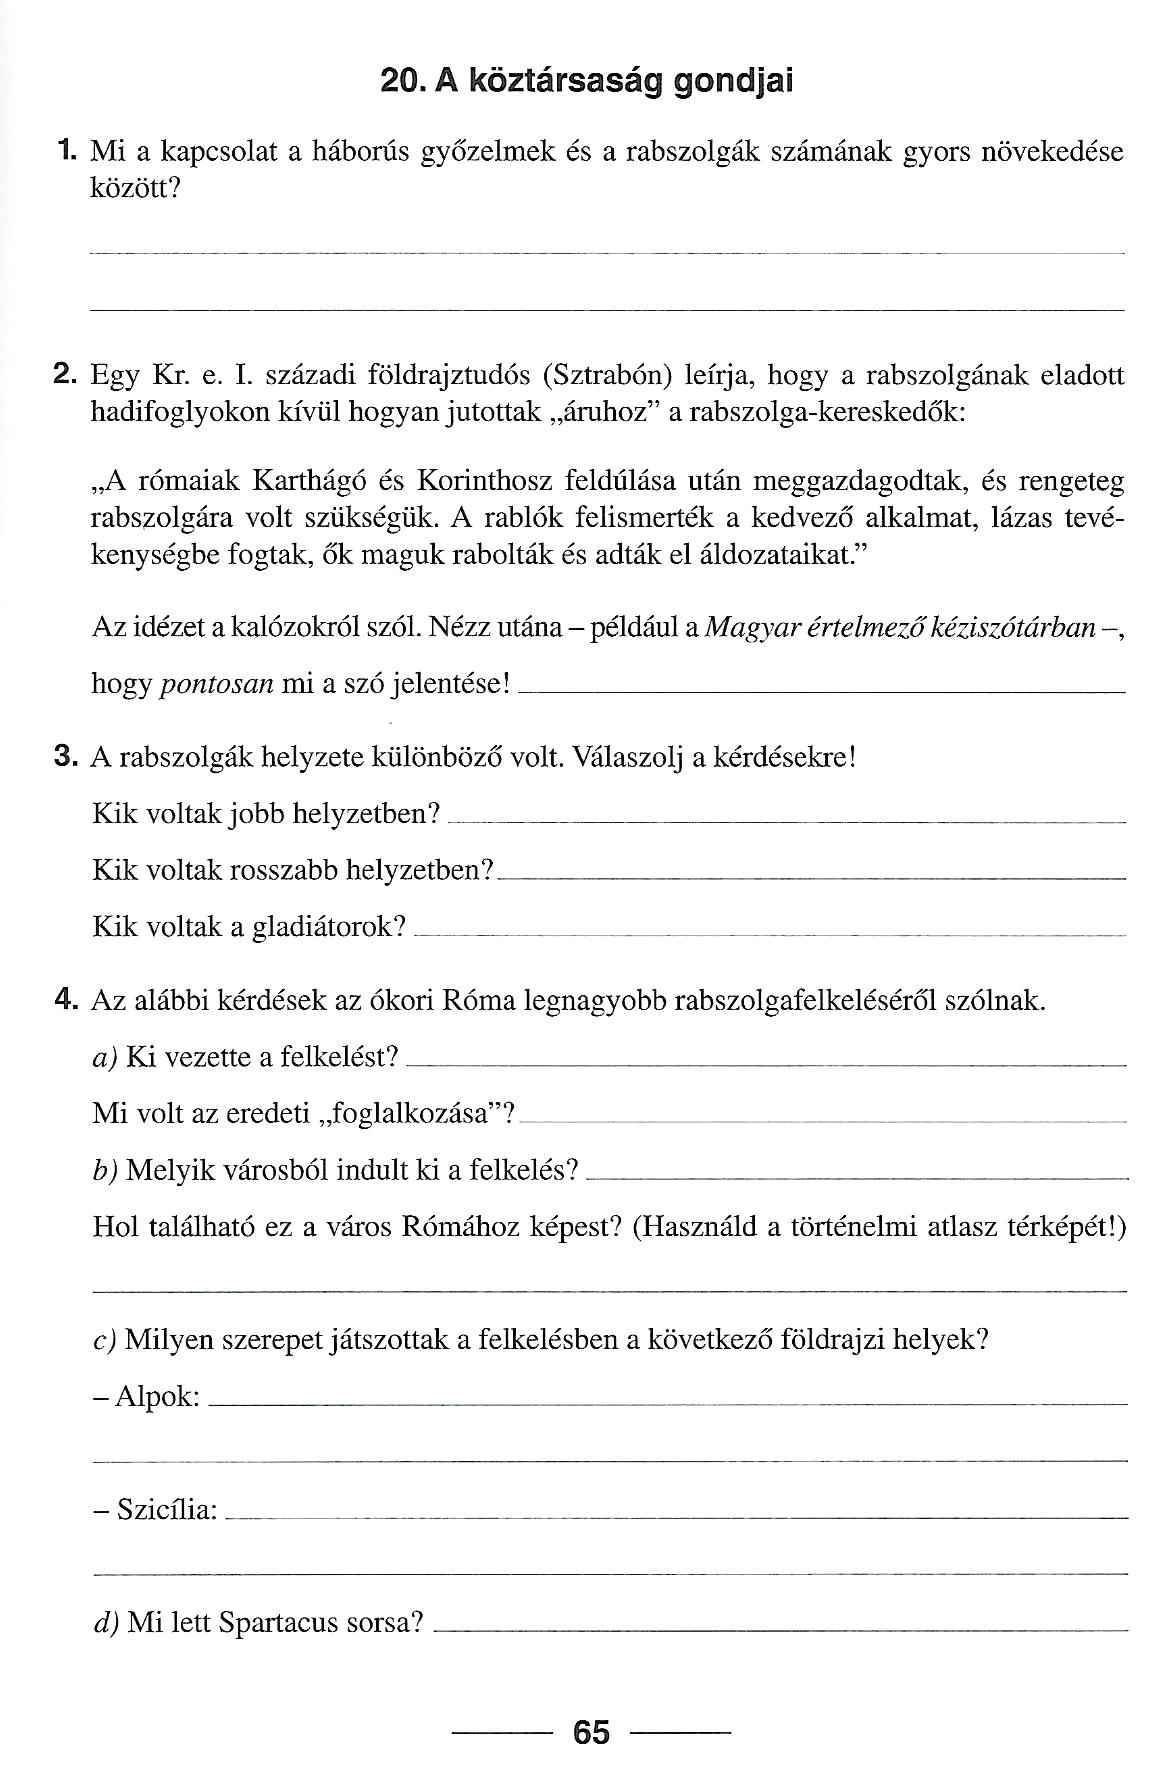 20. A köztársaság gondjai
1. Mi a kapcsolat a háborús győzelmek és a rabszolgák számának gyors növekedése
között?
2. Egy Kr. e. I. századi földrajztudós (Sztrabón) leírja, hogy a rabszolgának eladott
hadifoglyokon kívül hogyan jutottak „áruhoz” a rabszolga-kereskedők:
„A rómaiak Karthágó és Korinthosz feldúlása után meggazdagodtak, és rengeteg
rabszolgára volt szükségük. A rablók felismerték a kedvező alkalmat, lázas tevé-
kenységbe fogtak, ők maguk rabolták és adták el áldozataikat.”
Az idézet a kalózokról szól. Nézz utána – például a Magyar értelmező kéziszótárban –,
hogy pontosan mi a szó jelentése!
3. A rabszolgák helyzete különböző volt. Válaszolj a kérdésekre!
Kik voltak jobb helyzetben?
Kik voltak rosszabb helyzetben?
Kik voltak a gladiátorok?
4. Az alábbi kérdések az ókori Róma legnagyobb rabszolgafelkeléséről szólnak.
a) Ki vezette a felkelést?
Mi volt az eredeti „foglalkozása”?
b) Melyik városból indult ki a felkelés?
Hol található ez a város Rómához képest? (Használd a történelmi atlasz térképét!)
c) Milyen szerepet játszottak a felkelésben a következő földrajzi helyek?
– Alpok:
– Szicília:
d) Mi lett Spartacus sorsa?
65